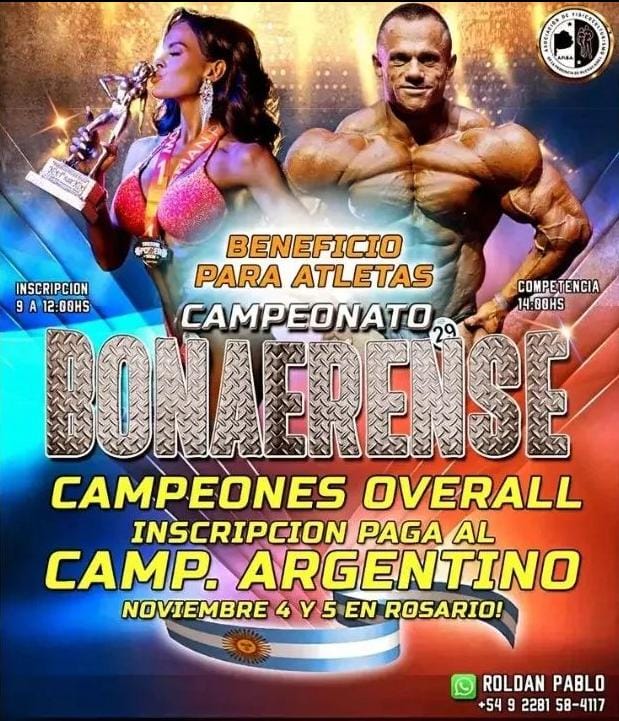 BENEFICIO
PARA ATLETAS
INSCRIPCION
9 A 12:00HS
COMPETENCIA
14:00HS
CAMPEONATO
29
BONAERENSE
CAMPEONES OVERALL
INSCRIPCION PAGA AL
CAMP. ARGENTINO
NOVIEMBRE 4 Y 5 EN ROSARIO!
ROLDAN PABLO
+54 9 2281 58-4117